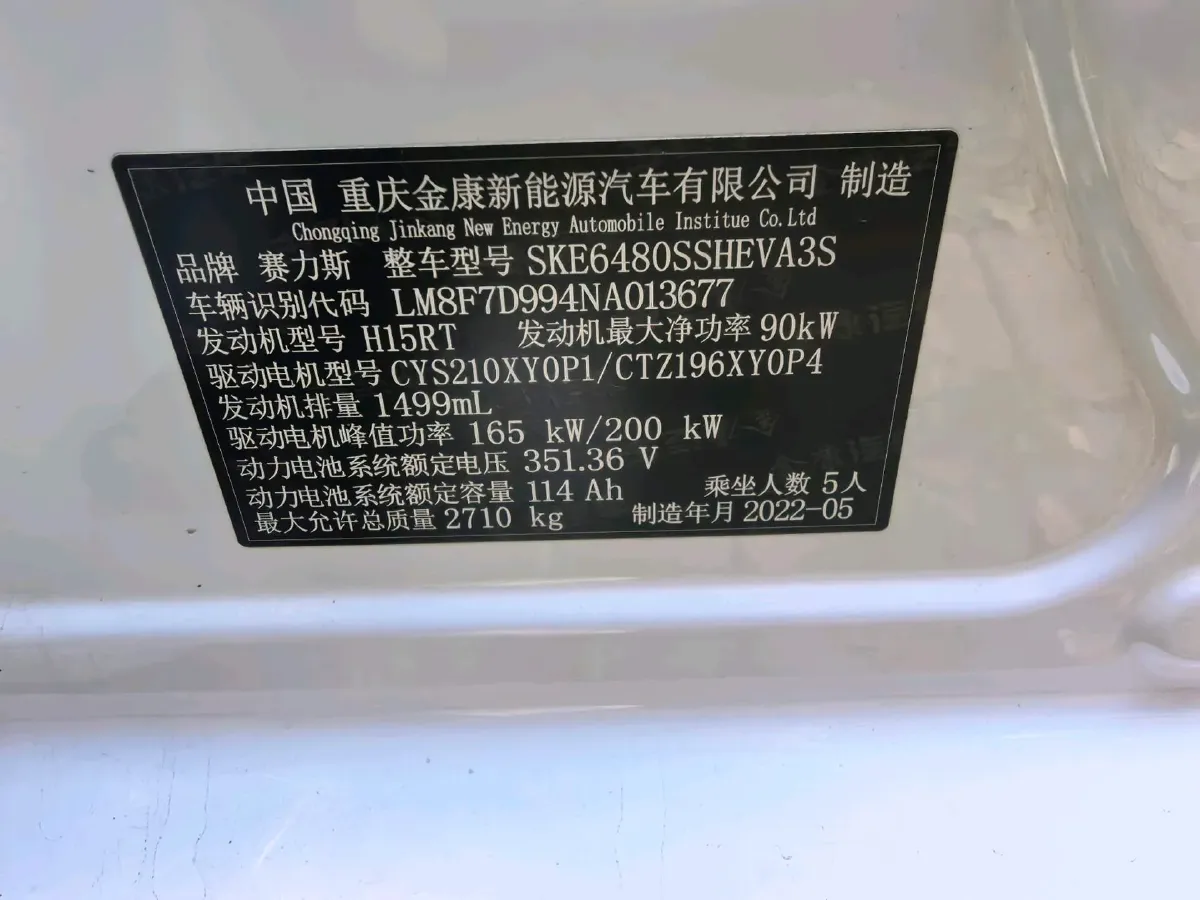 中国 重庆金康新能源汽车有限公司 制造
Chongqing Jinkang New Energy Automobile Institue Co.Ltd
品牌 赛力斯 整车型号 SKE6480SSHEVA3S
车辆识别代码 LM8F7D994NA013677
发动机型号 H15RT 发动机最大净功率 90kW
驱动电机型号 CYS210XY0P1/CTZ196XY0P4
发动机排量 1499mL
驱动电机峰值功率 165 kW/200 kW
动力电池系统额定电压 351.36 V
动力电池系统额定容量 114 Ah 乘坐人数 5人
最大允许总质量 2710 kg 制造年月 2022-05